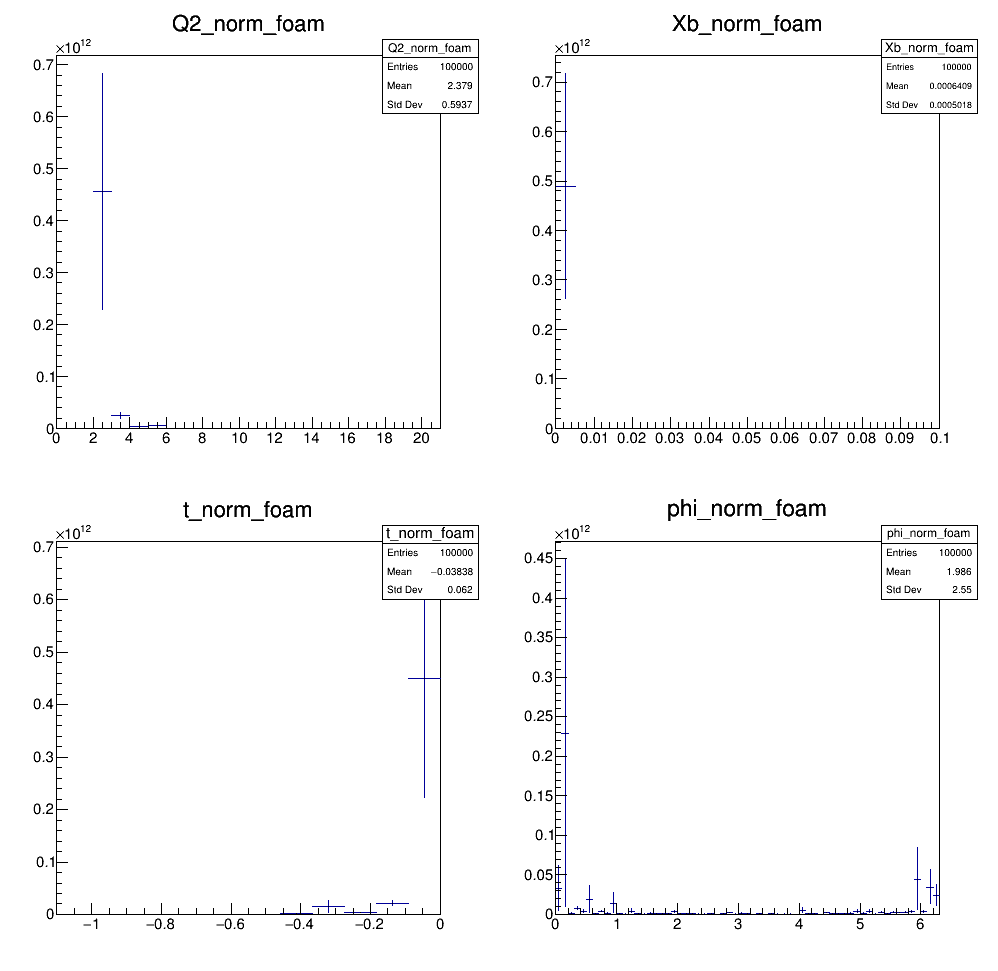 Q2_norm_foam
×10^12
Q2_norm_foam
Entries 100000
Mean 2.379
Std Dev 0.5937
0.7
0.6
0.5
0.4
0.3
0.2
0.1
0
0 2 4 6 8 10 12 14 16 18 20
Xb_norm_foam
×10^12
Xb_norm_foam
Entries 100000
Mean 0.0006409
Std Dev 0.0005018
0.7
0.6
0.5
0.4
0.3
0.2
0.1
0
0 0.01 0.02 0.03 0.04 0.05 0.06 0.07 0.08 0.09 0.1
t_norm_foam
×10^12
t_norm_foam
Entries 100000
Mean −0.03838
Std Dev 0.062
0.7
0.6
0.5
0.4
0.3
0.2
0.1
0
−1 −0.8 −0.6 −0.4 −0.2 0
phi_norm_foam
×10^12
phi_norm_foam
Entries 100000
Mean 1.986
Std Dev 2.55
0.45
0.4
0.35
0.3
0.25
0.2
0.15
0.1
0.05
0
0 1 2 3 4 5 6